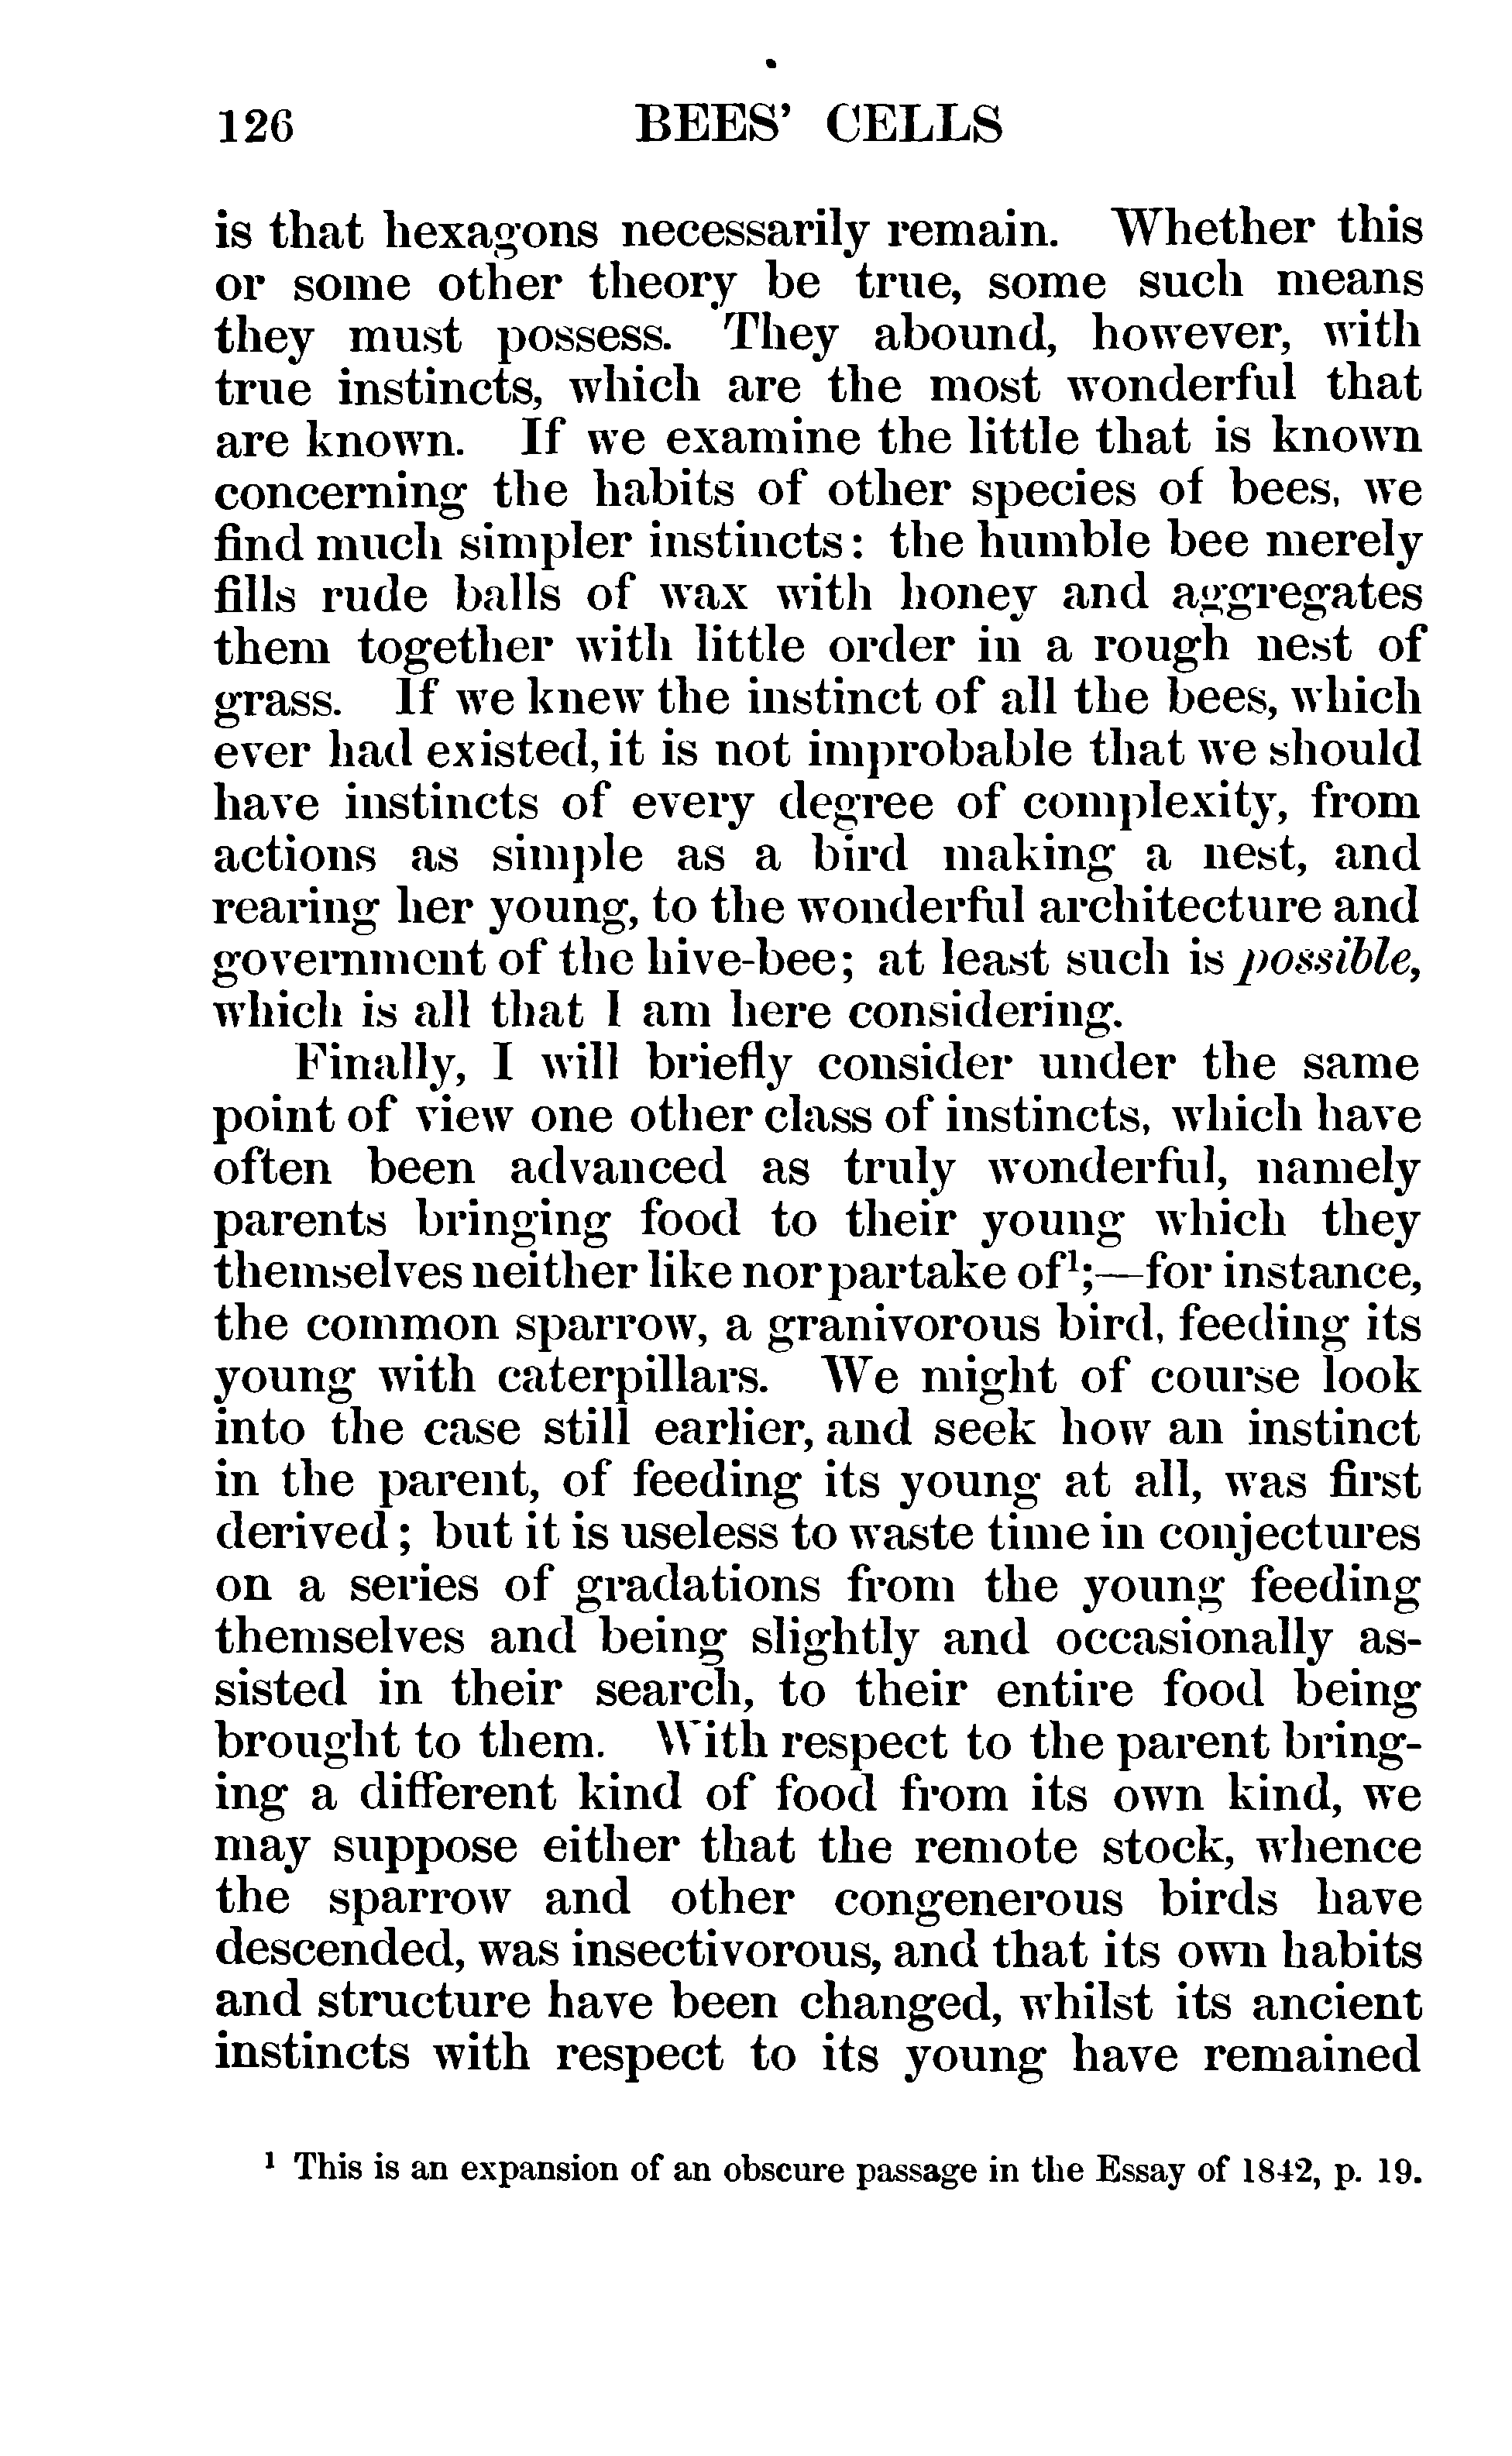 126 BEES' CELLS
is that hexagons necessarily remain. Whether this
or some other theory be true, some such means
they must possess. They abound, however, with
true instincts, which are the most wonderful that
are known. If we examine the little that is known
concerning the habits of other species of bees, we
find much simpler instincts: the humble bee merely
fills rude balls of wax with honey and aggregates
them together with little order in a rough nest of
grass. If we knew the instinct of all the bees, which
ever had existed, it is not improbable that we should
have instincts of every degree of complexity, from
actions as simple as a bird making a nest, and
rearing her young, to the wonderful architecture and
government of the hive-bee; at least such is possible,
which is all that I am here considering.
Finally, I will briefly consider under the same
point of view one other class of instincts, which have
often been advanced as truly wonderful, namely
parents bringing food to their young which they
themselves neither like nor partake of¹;—for instance,
the common sparrow, a granivorous bird, feeding its
young with caterpillars. We might of course look
into the case still earlier, and seek how an instinct
in the parent, of feeding its young at all, was first
derived; but it is useless to waste time in conjectures
on a series of gradations from the young feeding
themselves and being slightly and occasionally as-
sisted in their search, to their entire food being
brought to them. With respect to the parent bring-
ing a different kind of food from its own kind, we
may suppose either that the remote stock, whence
the sparrow and other congenerous birds have
descended, was insectivorous, and that its own habits
and structure have been changed, whilst its ancient
instincts with respect to its young have remained
¹ This is an expansion of an obscure passage in the Essay of 1842, p. 19.